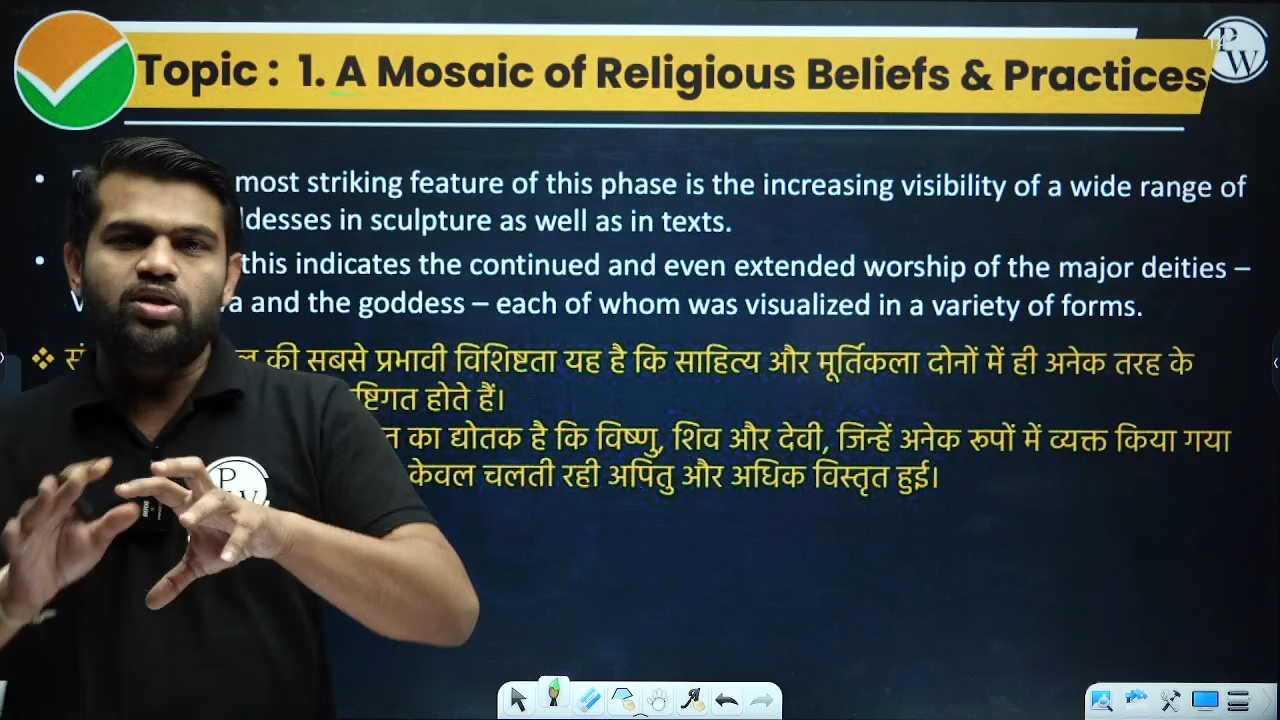 Topic : 1. A Mosaic of Religious Beliefs & Practices
PW
most striking feature of this phase is the increasing visibility of a wide range of
in sculpture as well as in texts.
this indicates the continued and even extended worship of the major deities –
and the goddess – each of whom was visualized in a variety of forms.
की सबसे प्रभावी विशिष्टता यह है कि साहित्य और मूर्तिकला दोनों में ही अनेक तरह के
होते हैं।
का द्योतक है कि विष्णु, शिव और देवी, जिन्हें अनेक रूपों में व्यक्त किया गया
केवल चलती रही अपितु और अधिक विस्तृत हुई।
PW